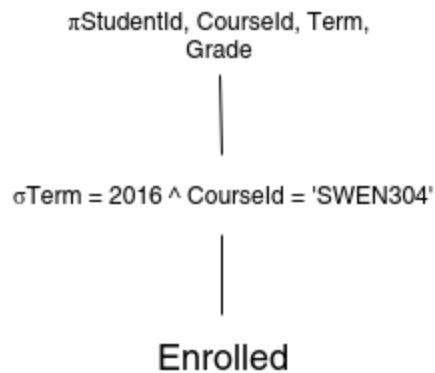 πStudentId, CourseId, Term,
Grade
σTerm = 2016 ^ CourseId = 'SWEN304'
Enrolled